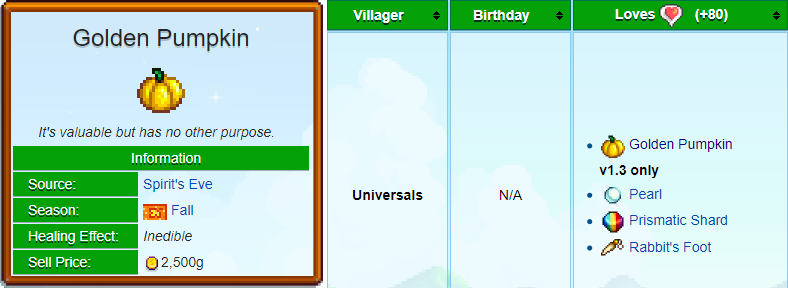 Golden Pumpkin
It's valuable but has no other purpose.
Information
Source: Spirit's Eve
Season: Fall
Healing Effect: Inedible
Sell Price: 2,500g
Villager Birthday Loves (+80)
Universals N/A
Golden Pumpkin
v1.3 only
Pearl
Prismatic Shard
Rabbit's Foot